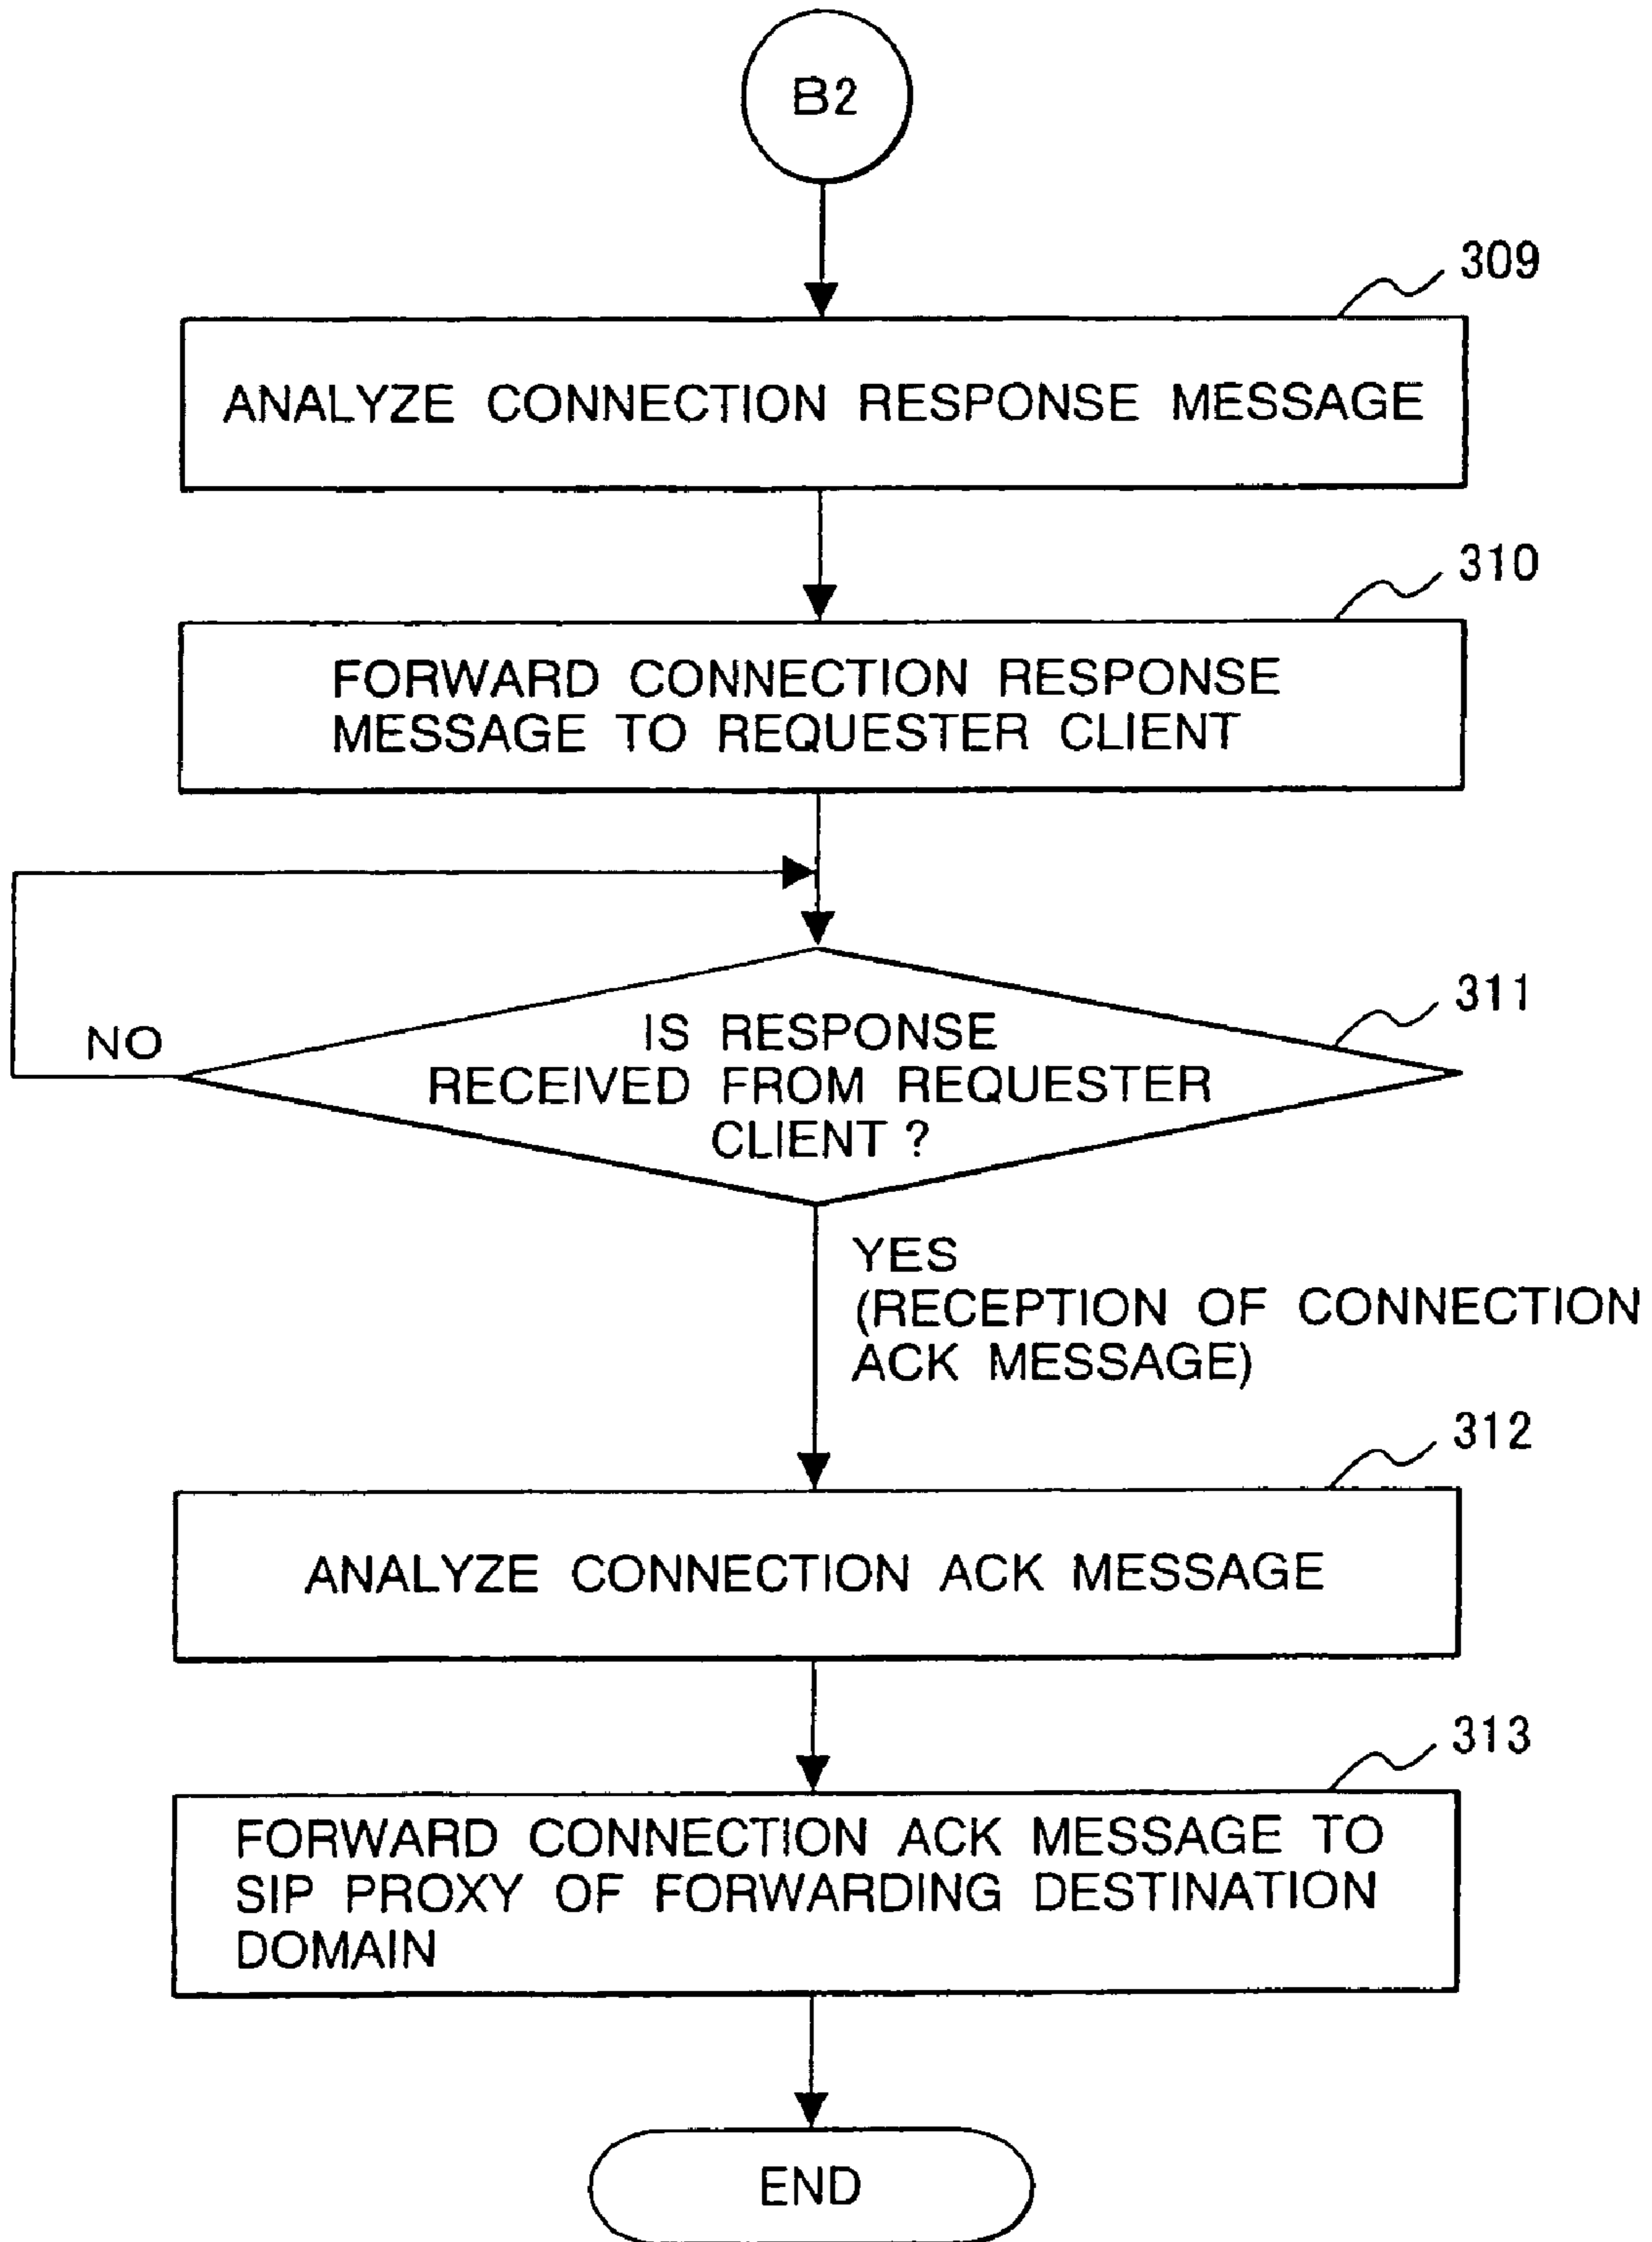 B2
309
ANALYZE CONNECTION RESPONSE MESSAGE
310
FORWARD CONNECTION RESPONSE
MESSAGE TO REQUESTER CLIENT
311
NO
IS RESPONSE
RECEIVED FROM REQUESTER
CLIENT ?
YES
(RECEPTION OF CONNECTION
ACK MESSAGE)
312
ANALYZE CONNECTION ACK MESSAGE
313
FORWARD CONNECTION ACK MESSAGE TO
SIP PROXY OF FORWARDING DESTINATION
DOMAIN
END